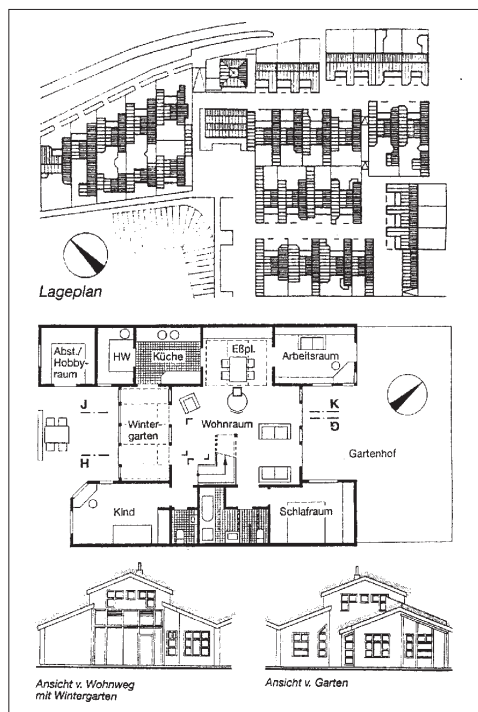 Lageplan
Abst./
Hobby-
raum
HW
Küche
Eßpl.
Arbeitsraum
J
Winter-
garten
Wohnraum
K
G
H
Gartenhof
Kind
Schlafraum
Ansicht v. Wohnweg
mit Wintergarten
Ansicht v. Garten